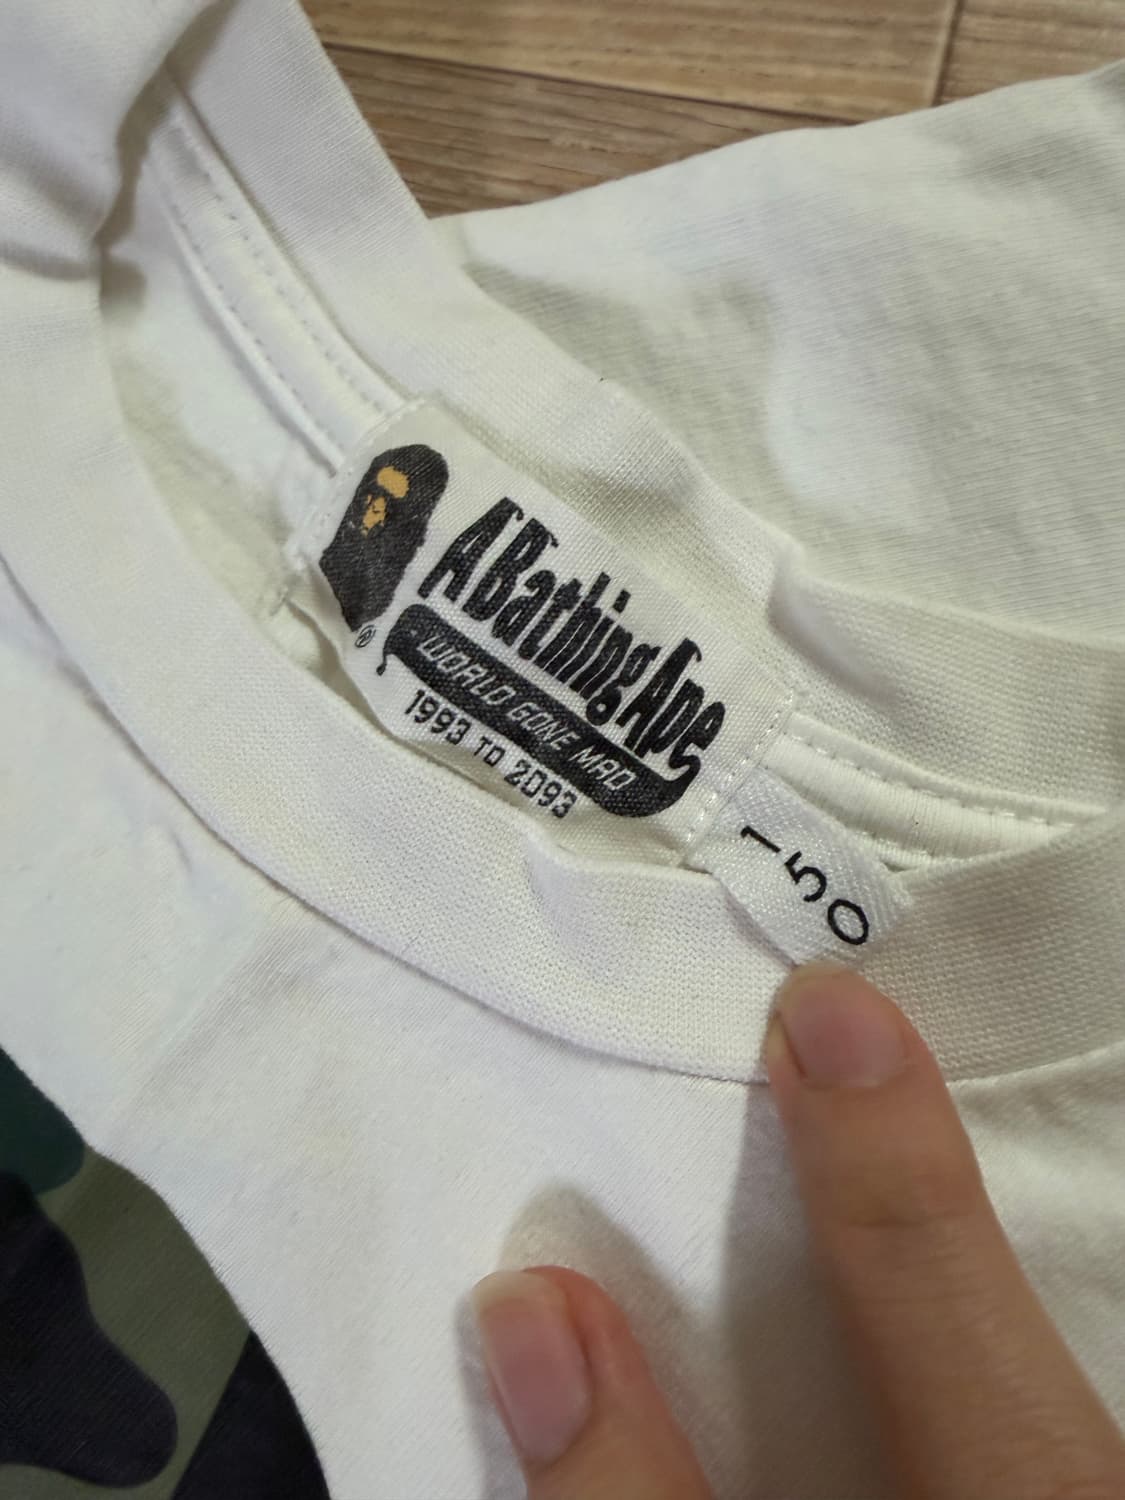 A Bathing Ape
®
WORLD GONE MAD
1993 TO 2093
150